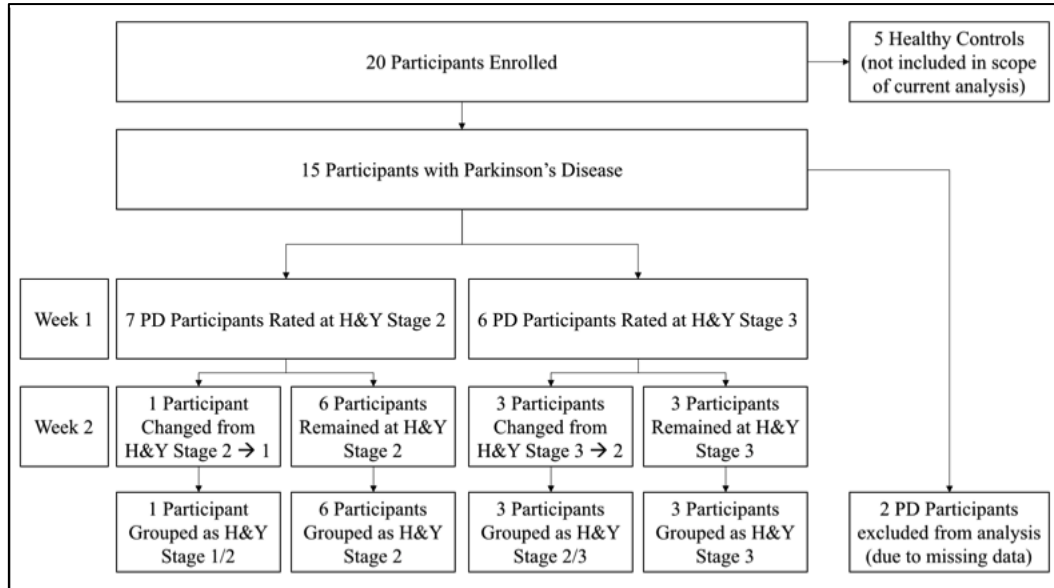 20 Participants Enrolled
5 Healthy Controls
(not included in scope
of current analysis)
15 Participants with Parkinson’s Disease
Week 1
7 PD Participants Rated at H&Y Stage 2
6 PD Participants Rated at H&Y Stage 3
Week 2
1 Participant
Changed from
H&Y Stage 2 → 1
6 Participants
Remained at H&Y
Stage 2
3 Participants
Changed from
H&Y Stage 3 → 2
3 Participants
Remained at H&Y
Stage 3
1 Participant
Grouped as H&Y
Stage 1/2
6 Participants
Grouped as H&Y
Stage 2
3 Participants
Grouped as H&Y
Stage 2/3
3 Participants
Grouped as H&Y
Stage 3
2 PD Participants
excluded from analysis
(due to missing data)